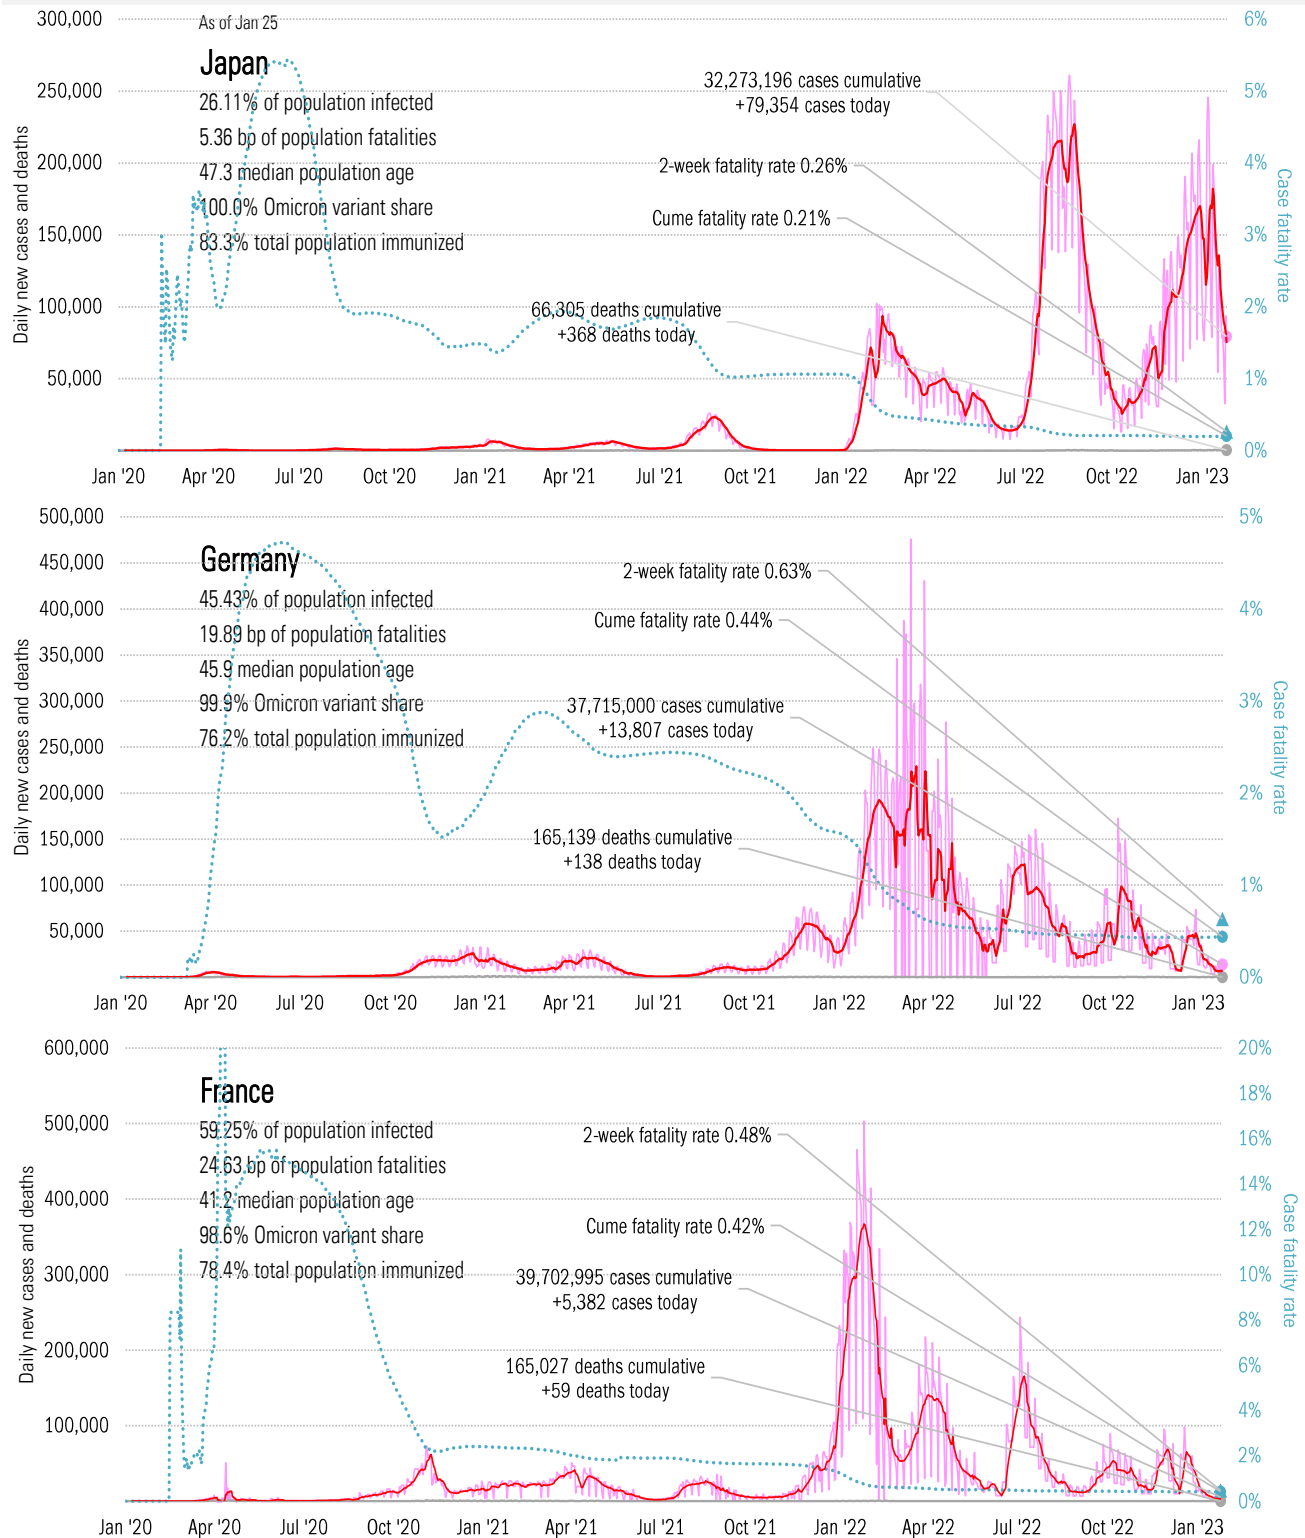 As of Jan 25
Japan
26.11% of population infected
5.36 bp of population fatalities
47.3 median population age
100.0% Omicron variant share
83.3% total population immunized
32,273,196 cases cumulative
+79,354 cases today
2-week fatality rate 0.26%
Cume fatality rate 0.21%
66,305 deaths cumulative
+368 deaths today
Daily new cases and deaths
300,000
250,000
200,000
150,000
100,000
50,000
6%
5%
4%
3%
2%
1%
0%
Case fatality rate
Jan '20 Apr '20 Jul '20 Oct '20 Jan '21 Apr '21 Jul '21 Oct '21 Jan '22 Apr '22 Jul '22 Oct '22 Jan '23
Germany
45.43% of population infected
19.89 bp of population fatalities
45.9 median population age
99.9% Omicron variant share
76.2% total population immunized
2-week fatality rate 0.63%
Cume fatality rate 0.44%
37,715,000 cases cumulative
+13,807 cases today
165,139 deaths cumulative
+138 deaths today
Daily new cases and deaths
500,000
450,000
400,000
350,000
300,000
250,000
200,000
150,000
100,000
50,000
5%
4%
3%
2%
1%
0%
Case fatality rate
Jan '20 Apr '20 Jul '20 Oct '20 Jan '21 Apr '21 Jul '21 Oct '21 Jan '22 Apr '22 Jul '22 Oct '22 Jan '23
France
59.25% of population infected
24.63 bp of population fatalities
41.2 median population age
98.6% Omicron variant share
78.4% total population immunized
2-week fatality rate 0.48%
Cume fatality rate 0.42%
39,702,995 cases cumulative
+5,382 cases today
165,027 deaths cumulative
+59 deaths today
Daily new cases and deaths
600,000
500,000
400,000
300,000
200,000
100,000
20%
18%
16%
14%
12%
10%
8%
6%
4%
2%
0%
Case fatality rate
Jan '20 Apr '20 Jul '20 Oct '20 Jan '21 Apr '21 Jul '21 Oct '21 Jan '22 Apr '22 Jul '22 Oct '22 Jan '23